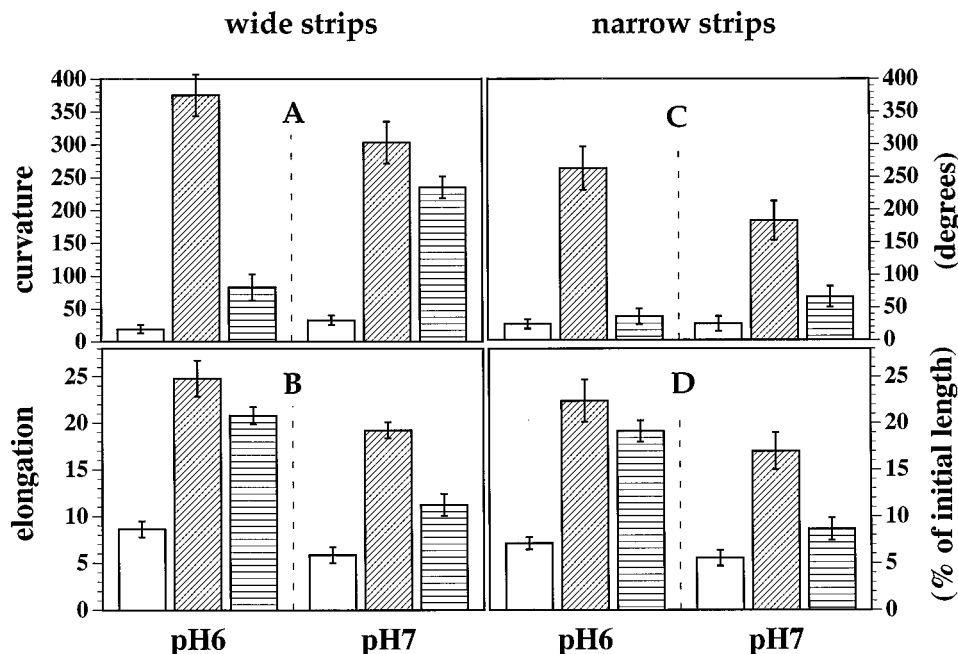 wide strips narrow strips
400 400
350 A C 350
300 300
250 250
200 200
150 150
100 100
50 50
0 0
curvature (degrees)
25 B D 25
20 20
15 15
10 10
5 5
0 0
elongation (% of initial length)
pH6 pH7 pH6 pH7